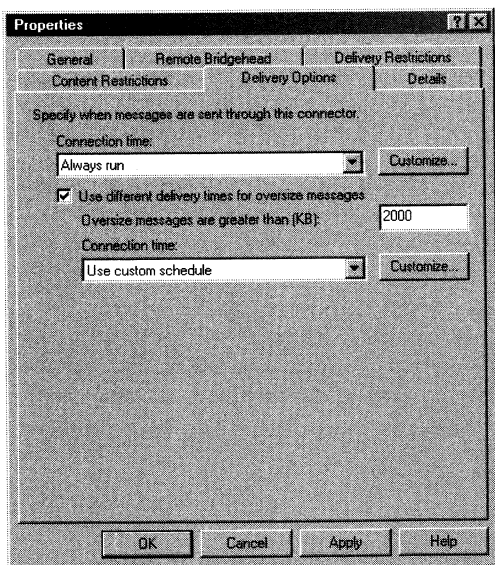 Properties
General Remote Bridgehead Delivery Restrictions
Content Restrictions Delivery Options Details
Specify when messages are sent through this connector.
Connection time:
Always run Customize...
Use different delivery times for oversize messages
Oversize messages are greater than (KB): 2000
Connection time:
Use custom schedule Customize...
OK Cancel Apply Help